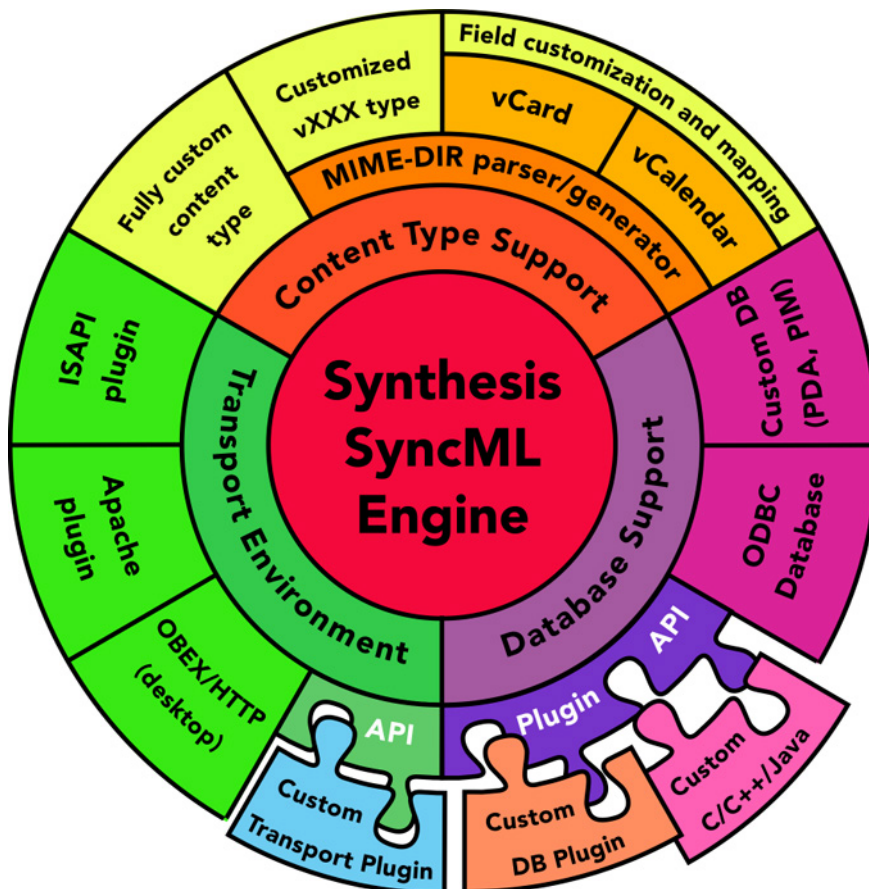 Field customization and mapping
Customized
vXXX type
vCard
vCalendar
Fully custom
content
type
MIME-DIR parser/generator
Content Type Support
ISAPI
plugin
Custom DB
(PDA, PIM)
Synthesis
SyncML
Engine
Transport Environment
Database Support
Apache
plugin
ODBC
Database
OBEX/HTTP
(desktop)
API
Plugin API
Custom
Transport Plugin
Custom
DB Plugin
Custom
C/C++/Java